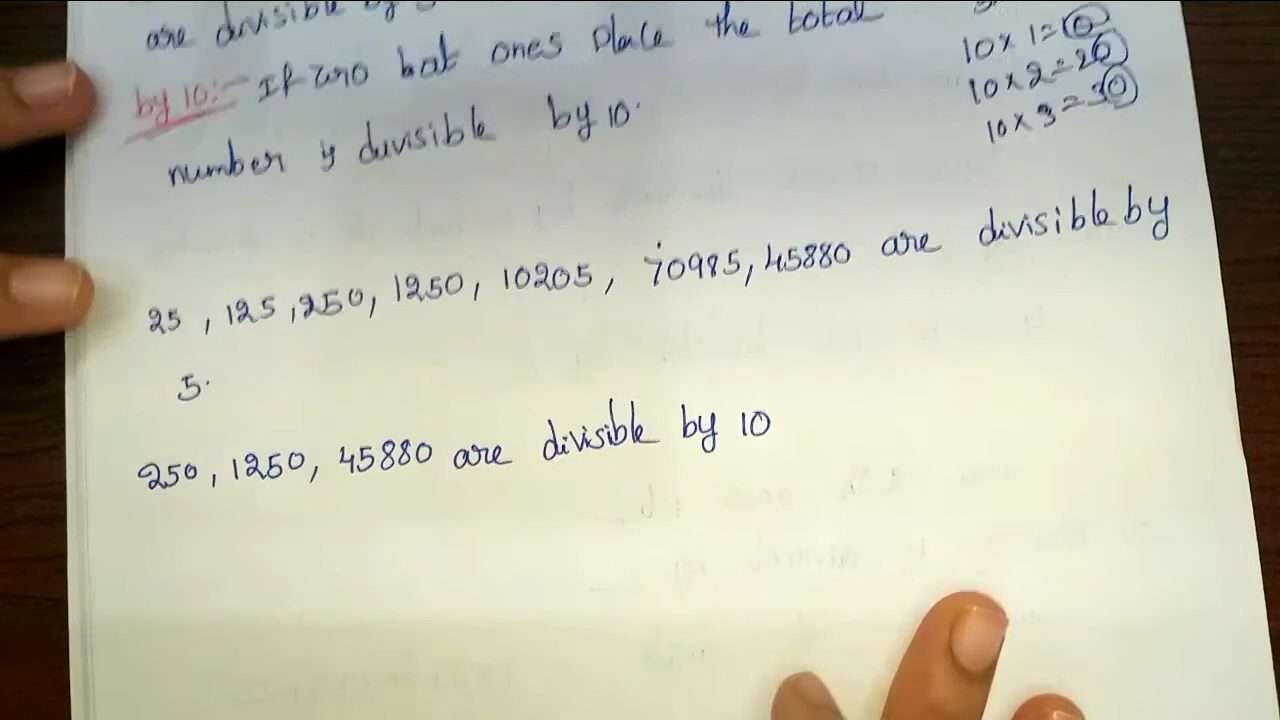 are divisible by 5
by 10:- If zero bat ones place the total
number is divisible by 10.
10 x 1 = 10
10 x 2 = 20
10 x 3 = 30
25, 125, 250, 1250, 10205, 70985, 45880 are divisible by
5.
250, 1250, 45880 are divisible by 10